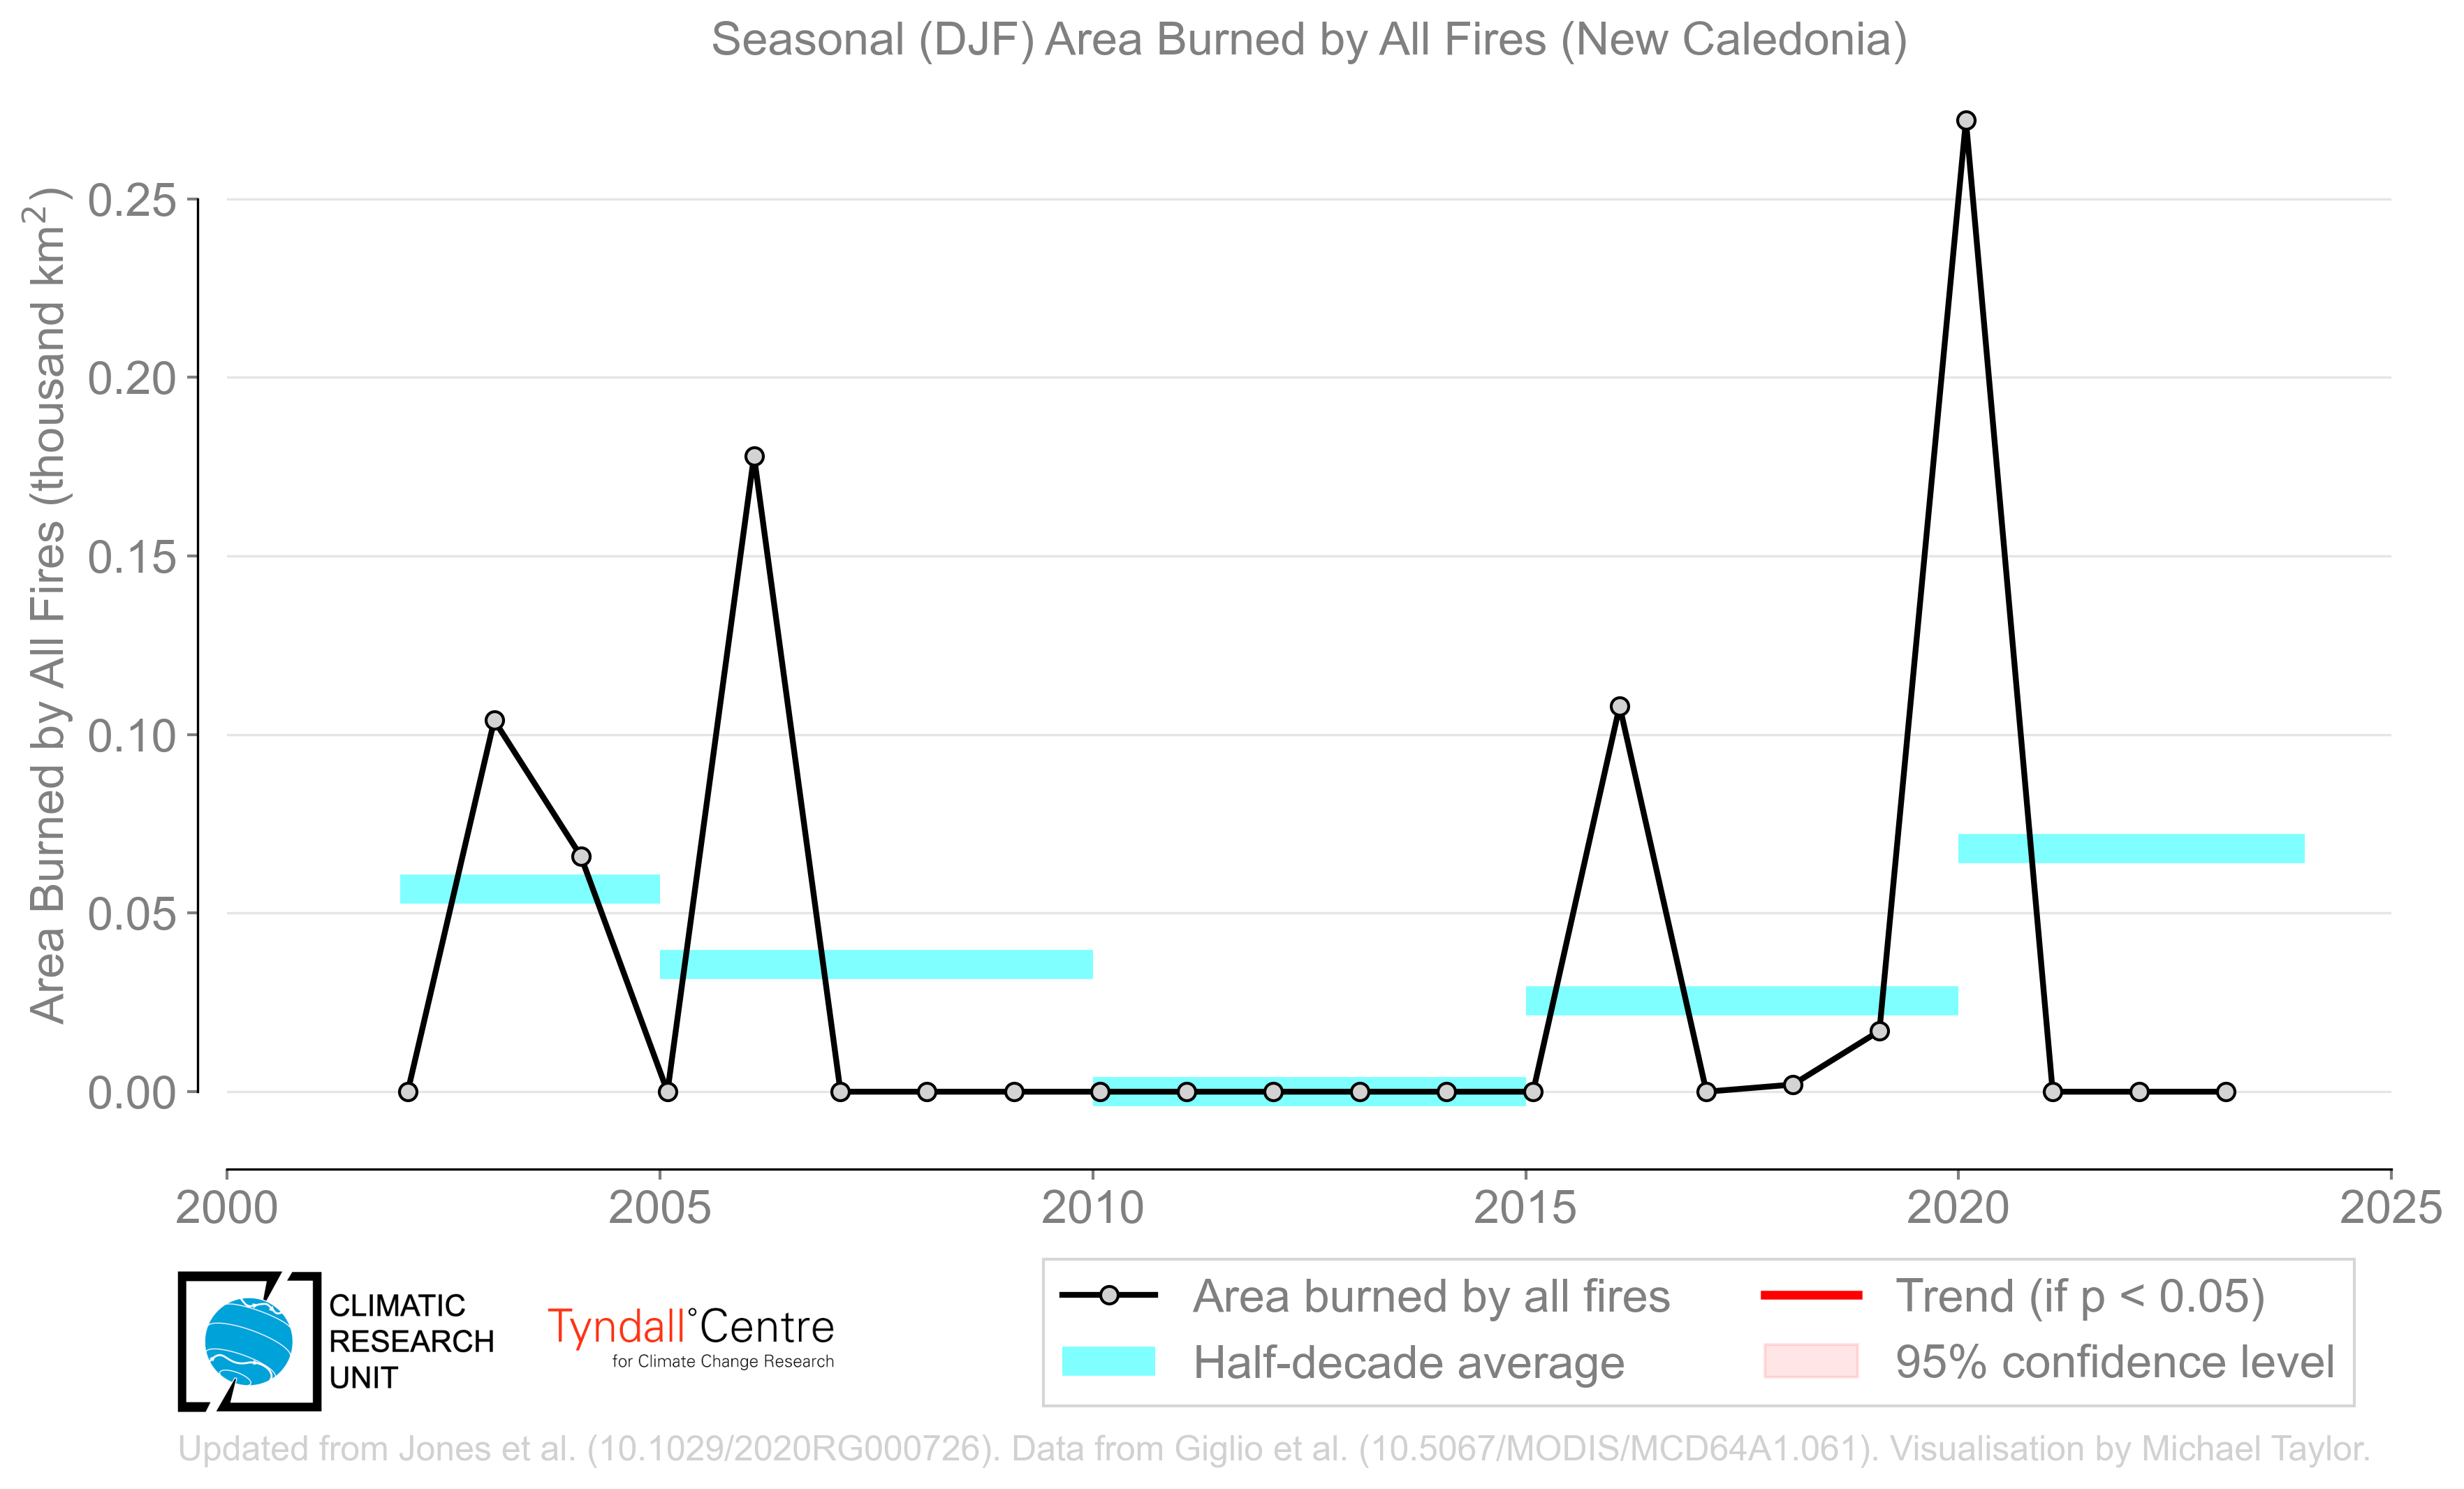 Seasonal (DJF) Area Burned by All Fires (New Caledonia)
Area Burned by All Fires (thousand km²)
0.25
0.20
0.15
0.10
0.05
0.00
2000 2005 2010 2015 2020 2025
CLIMATIC
RESEARCH
UNIT
Tyndall°Centre
for Climate Change Research
Area burned by all fires
Half-decade average
Trend (if p < 0.05)
95% confidence level
Updated from Jones et al. (10.1029/2020RG000726). Data from Giglio et al. (10.5067/MODIS/MCD64A1.061). Visualisation by Michael Taylor.